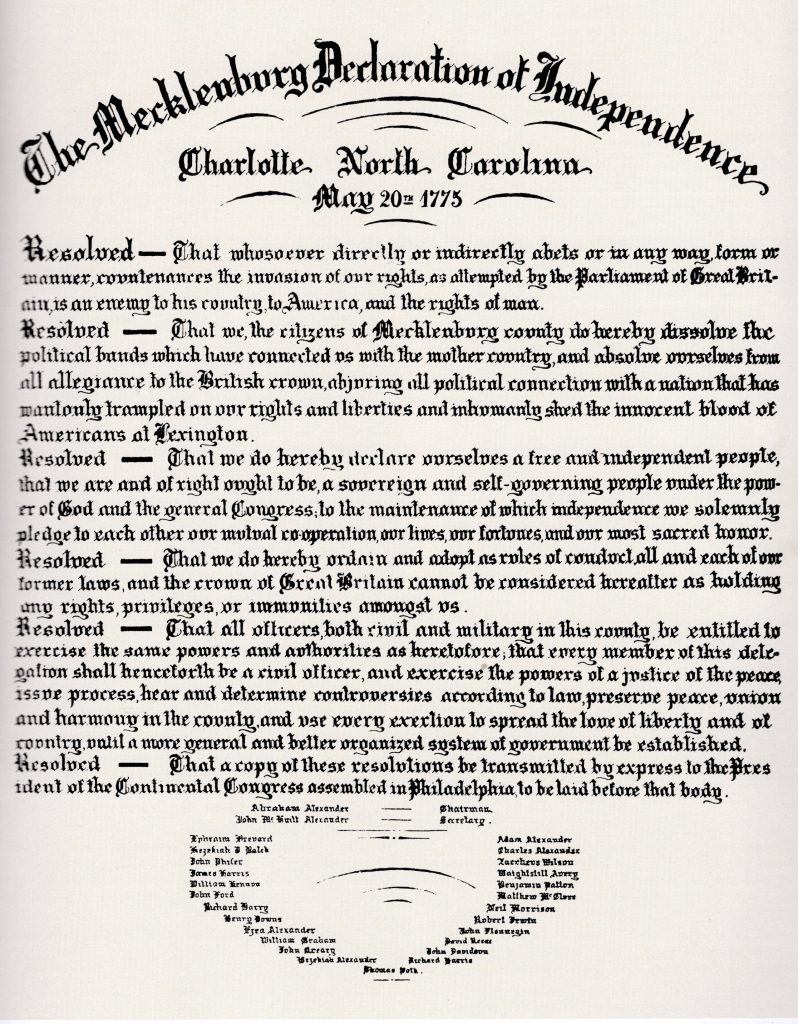 The Mecklenburg Declaration of Independence
Charlotte North Carolina
May 20TH 1775
Resolved — That whosoever directly or indirectly abets or in any way, form or
manner, countenances the invasion of our rights, as attempted by the Parliament of Great Brit-
ain, is an enemy to his country, to America, and the rights of man.
Resolved — That we, the citizens of Mecklenburg county do hereby dissolve the
political bands which have connected us with the mother country, and absolve ourselves from
all allegiance to the British crown, abjuring all political connection with a nation that has
wantonly trampled on our rights and liberties and inhumanly shed the innocent blood of
Americans at Lexington.
Resolved — That we do hereby declare ourselves a free and independent people,
that we are and of right ought to be, a sovereign and self-governing people under the pow-
er of God and the general Congress; to the maintenance of which independence we solemnly
pledge to each other our mutual co-operation, our lives, our fortunes, and our most sacred honor.
Resolved — That we do hereby ordain and adopt as rules of conduct, all and each of our
former laws, and the crown of Great Britain cannot be considered hereafter as holding
any rights, privileges, or immunities amongst us.
Resolved — That all officers, both civil and military in this county, be entitled to
exercise the same powers and authorities as heretofore; that every member of this dele-
gation shall henceforth be a civil officer, and exercise the powers of a justice of the peace,
issue process, hear and determine controversies according to law, preserve peace, union
and harmony in the county, and use every exertion to spread the love of liberty and of
country, until a more general and better organized system of government be established.
Resolved — That a copy of these resolutions be transmitted by express to the Pres
ident of the Continental Congress assembled in Philadelphia, to be laid before that body.
Abraham Alexander — Chairman
John McKnitt Alexander — Secretary.
Ephraim Brevard
Hezekiah J Balch
John Phifer
James Harris
William Kennon
John Ford
Richard Barry
Henry Downs
Ezra Alexander
William Graham
John Queary
Hezekiah Alexander
Adam Alexander
Charles Alexander
Zaccheus Wilson
Waightstill Avery
Benjamin Patton
Matthew McClure
Neil Morrison
Robert Irwin
John Flennegin
David Reese
John Davidson
Richard Harris
Thomas Polk.